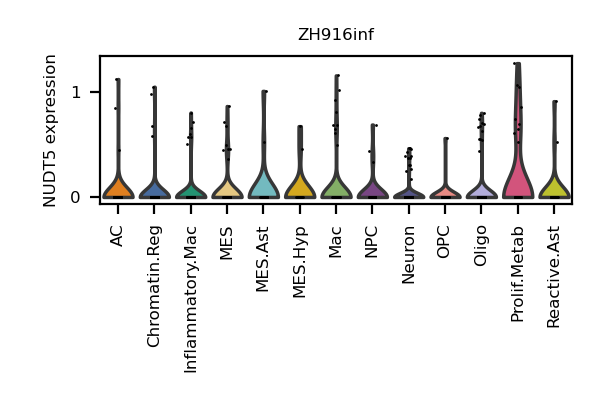 ZH916inf
NUDT5 expression
1
0
AC
Chromatin.Reg
Inflammatory.Mac
MES
MES.Ast
MES.Hyp
Mac
NPC
Neuron
OPC
Oligo
Prolif.Metab
Reactive.Ast